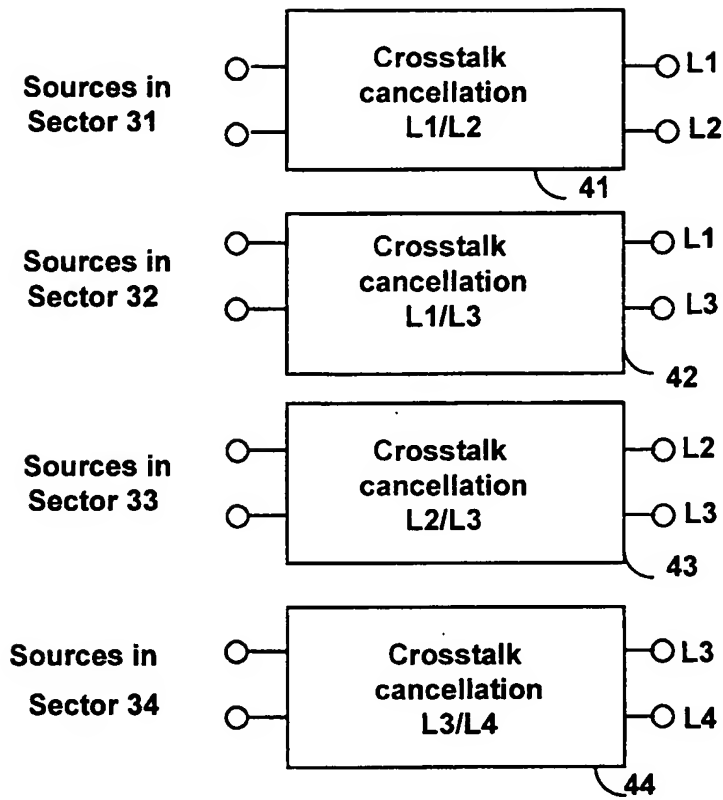 Sources in
Sector 31
Crosstalk
cancellation
L1/L2
L1
L2
41
Sources in
Sector 32
Crosstalk
cancellation
L1/L3
L1
L3
42
Sources in
Sector 33
Crosstalk
cancellation
L2/L3
L2
L3
43
Sources in
Sector 34
Crosstalk
cancellation
L3/L4
L3
L4
44